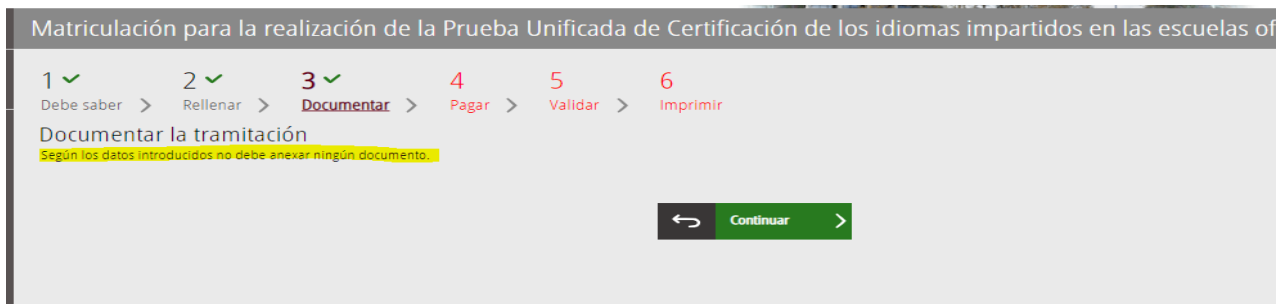 Matriculación para la realización de la Prueba Unificada de Certificación de los idiomas impartidos en las escuelas of
1 2 3 4 5 6
Debe saber > Rellenar > Documentar > Pagar > Validar > Imprimir
Documentar la tramitación
Según los datos introducidos no debe anexar ningún documento.
Continuar